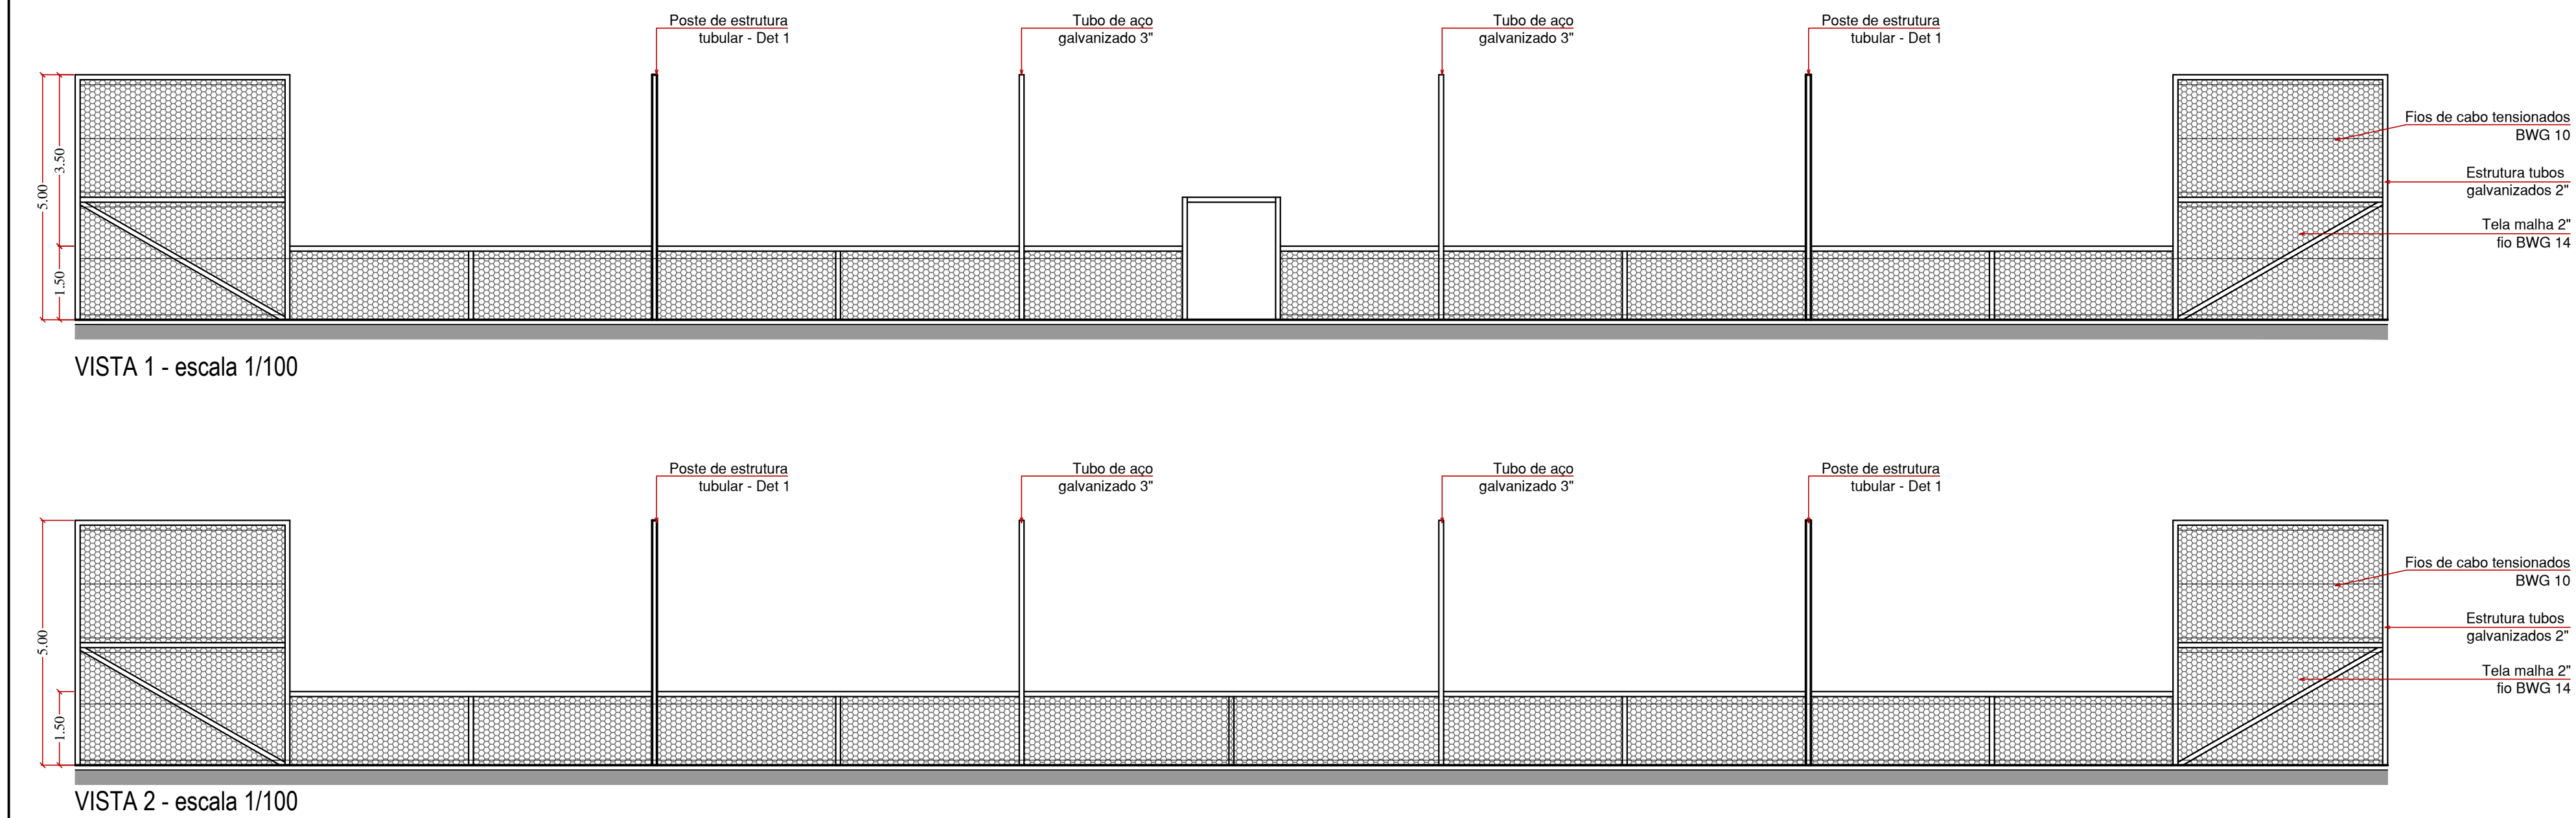 Poste de estrutura
tubular - Det 1
Tubo de aço
galvanizado 3"
Tubo de aço
galvanizado 3"
Poste de estrutura
tubular - Det 1
Fios de cabo tensionados
BWG 10
Estrutura tubos
galvanizados 2"
Tela malha 2"
fio BWG 14
5.00
3.50
1.50
VISTA 1 - escala 1/100
Poste de estrutura
tubular - Det 1
Tubo de aço
galvanizado 3"
Tubo de aço
galvanizado 3"
Poste de estrutura
tubular - Det 1
Fios de cabo tensionados
BWG 10
Estrutura tubos
galvanizados 2"
Tela malha 2"
fio BWG 14
5.00
1.50
VISTA 2 - escala 1/100